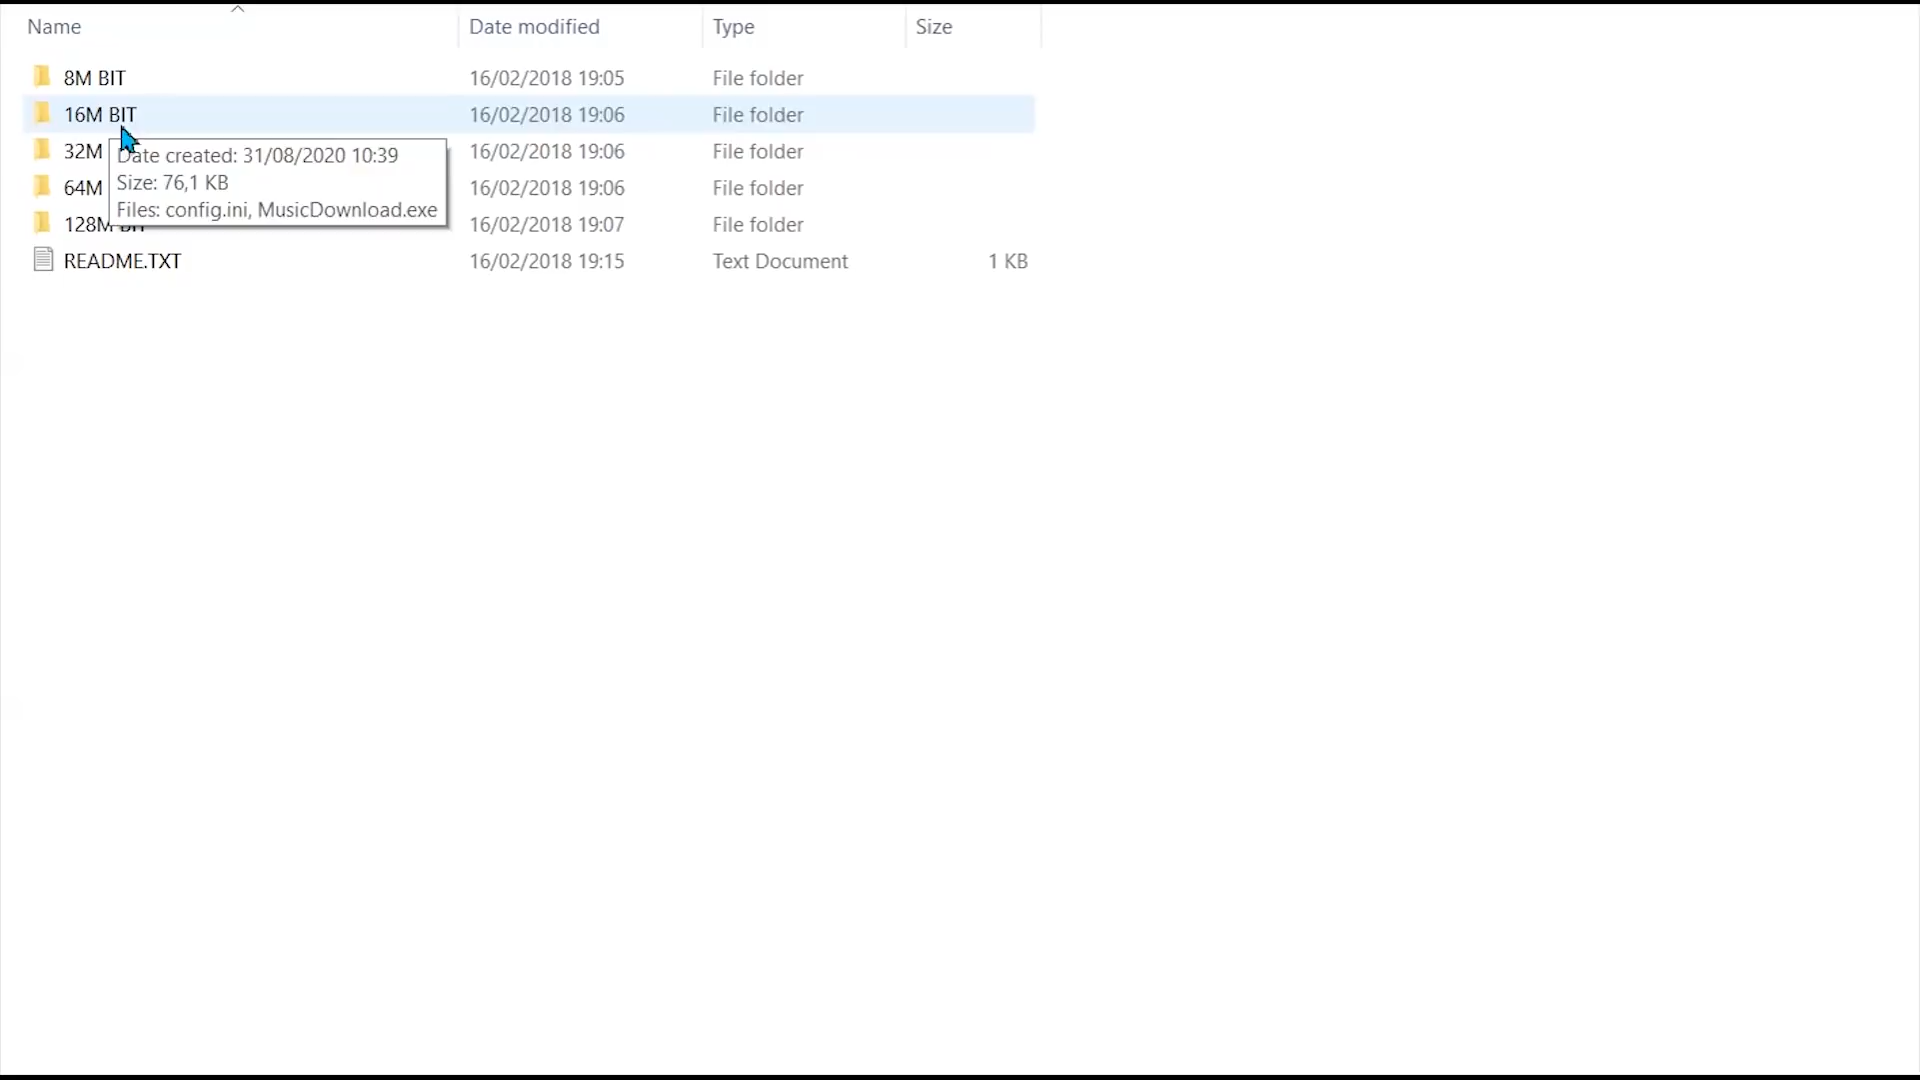 Name Date modified Type Size
8M BIT 16/02/2018 19:05 File folder
16M BIT 16/02/2018 19:06 File folder
32M 16/02/2018 19:06 File folder
Date created: 31/08/2020 10:39
64M 16/02/2018 19:06 File folder
Size: 76,1 KB
Files: config.ini, MusicDownload.exe
128M BIT 16/02/2018 19:07 File folder
README.TXT 16/02/2018 19:15 Text Document 1 KB